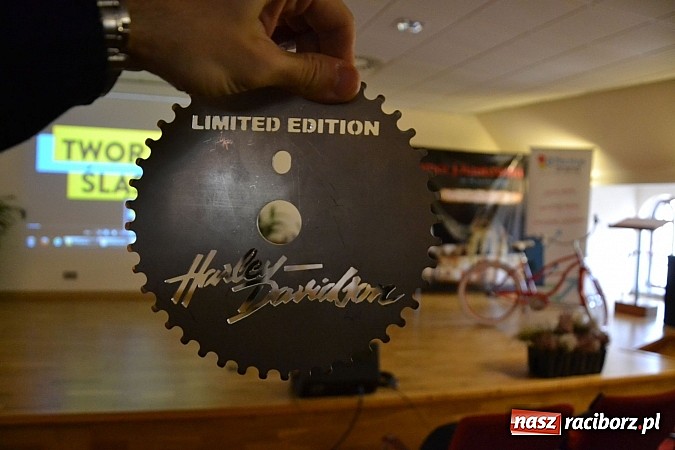 LIMITED EDITION
TWOR
ŚLĄ
Harley-
Davidson
nasz raciborz.pl